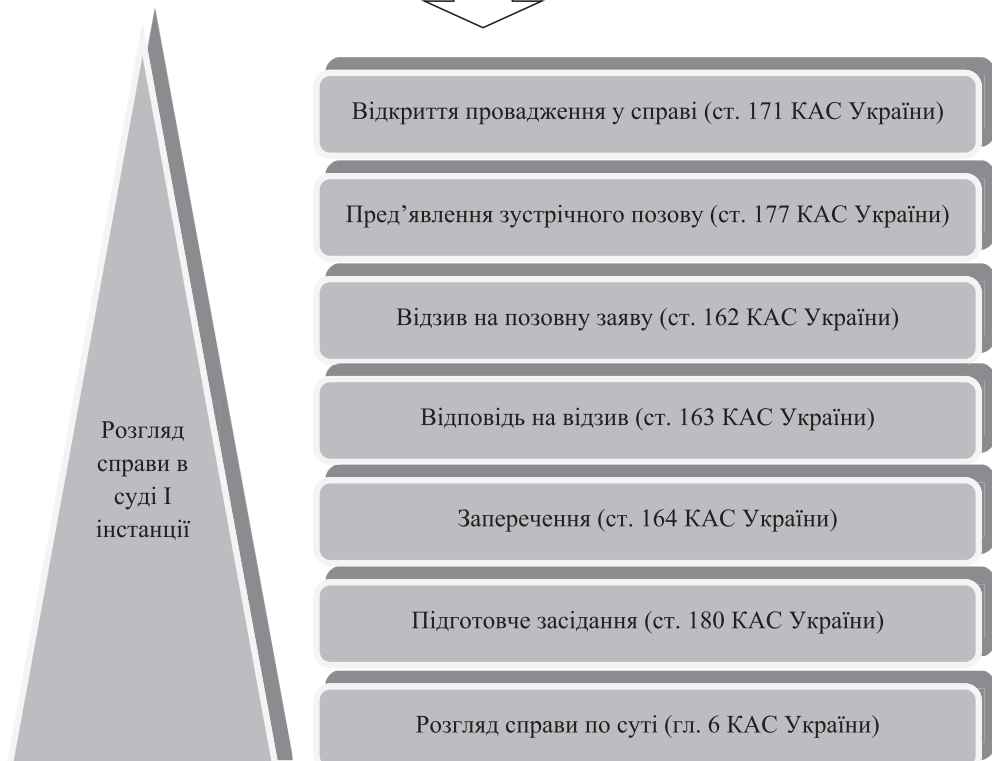 Відкриття провадження у справі (ст. 171 КАС України)
Пред’явлення зустрічного позову (ст. 177 КАС України)
Відзив на позовну заяву (ст. 162 КАС України)
Відповідь на відзив (ст. 163 КАС України)
Заперечення (ст. 164 КАС України)
Підготовче засідання (ст. 180 КАС України)
Розгляд справи по суті (гл. 6 КАС України)
Розгляд
справи в
суді І
інстанції